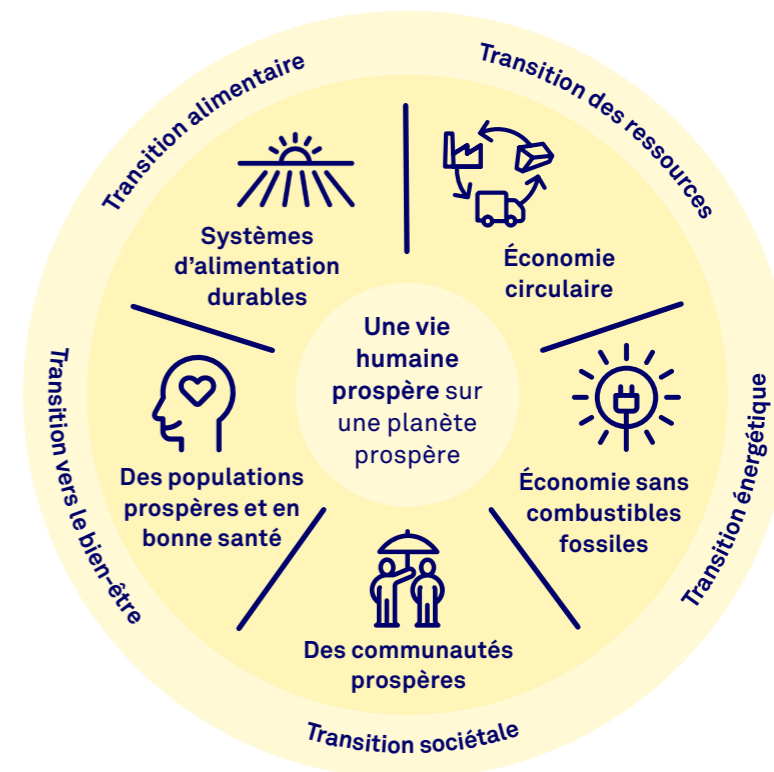 Transition alimentaire
Transition des ressources
Systèmes
d’alimentation
durables
Économie
circulaire
Une vie
humaine
prospère sur
une planète
prospère
Des populations
prospères et en
bonne santé
Économie sans
combustibles
fossiles
Transition vers le bien-être
Transition énergétique
Des communautés
prospères
Transition sociétale